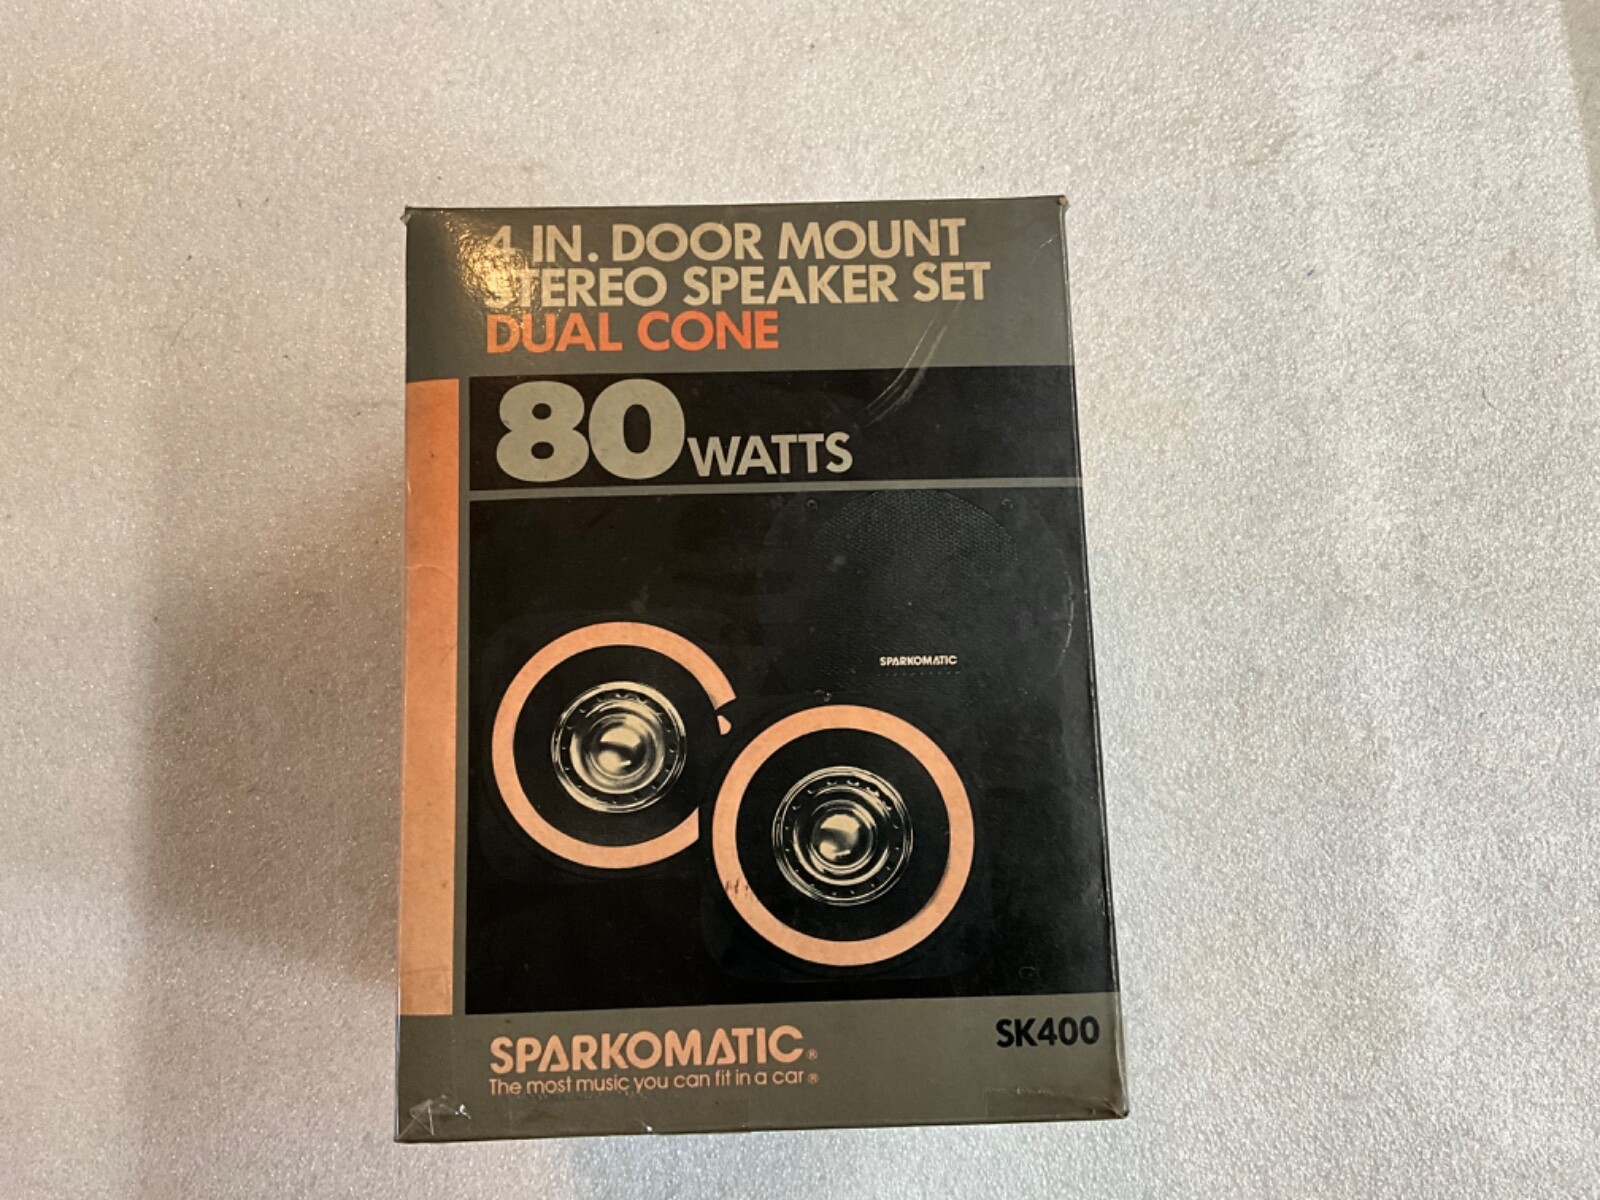 4 IN. DOOR MOUNT
STEREO SPEAKER SET
DUAL CONE
80 WATTS
SPARKOMATIC
SK400
SPARKOMATIC®
The most music you can fit in a car ®